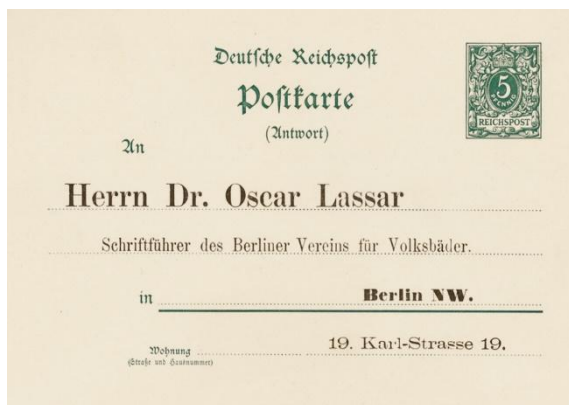 Deutsche Reichspost
Postkarte
(Antwort)
5
PFENNIG
REICHSPOST
An
Herrn Dr. Oscar Lassar
Schriftführer des Berliner Vereins für Volksbäder.
in Berlin NW.
Wohnung 19. Karl-Strasse 19.
(Straße und Hausnummer)